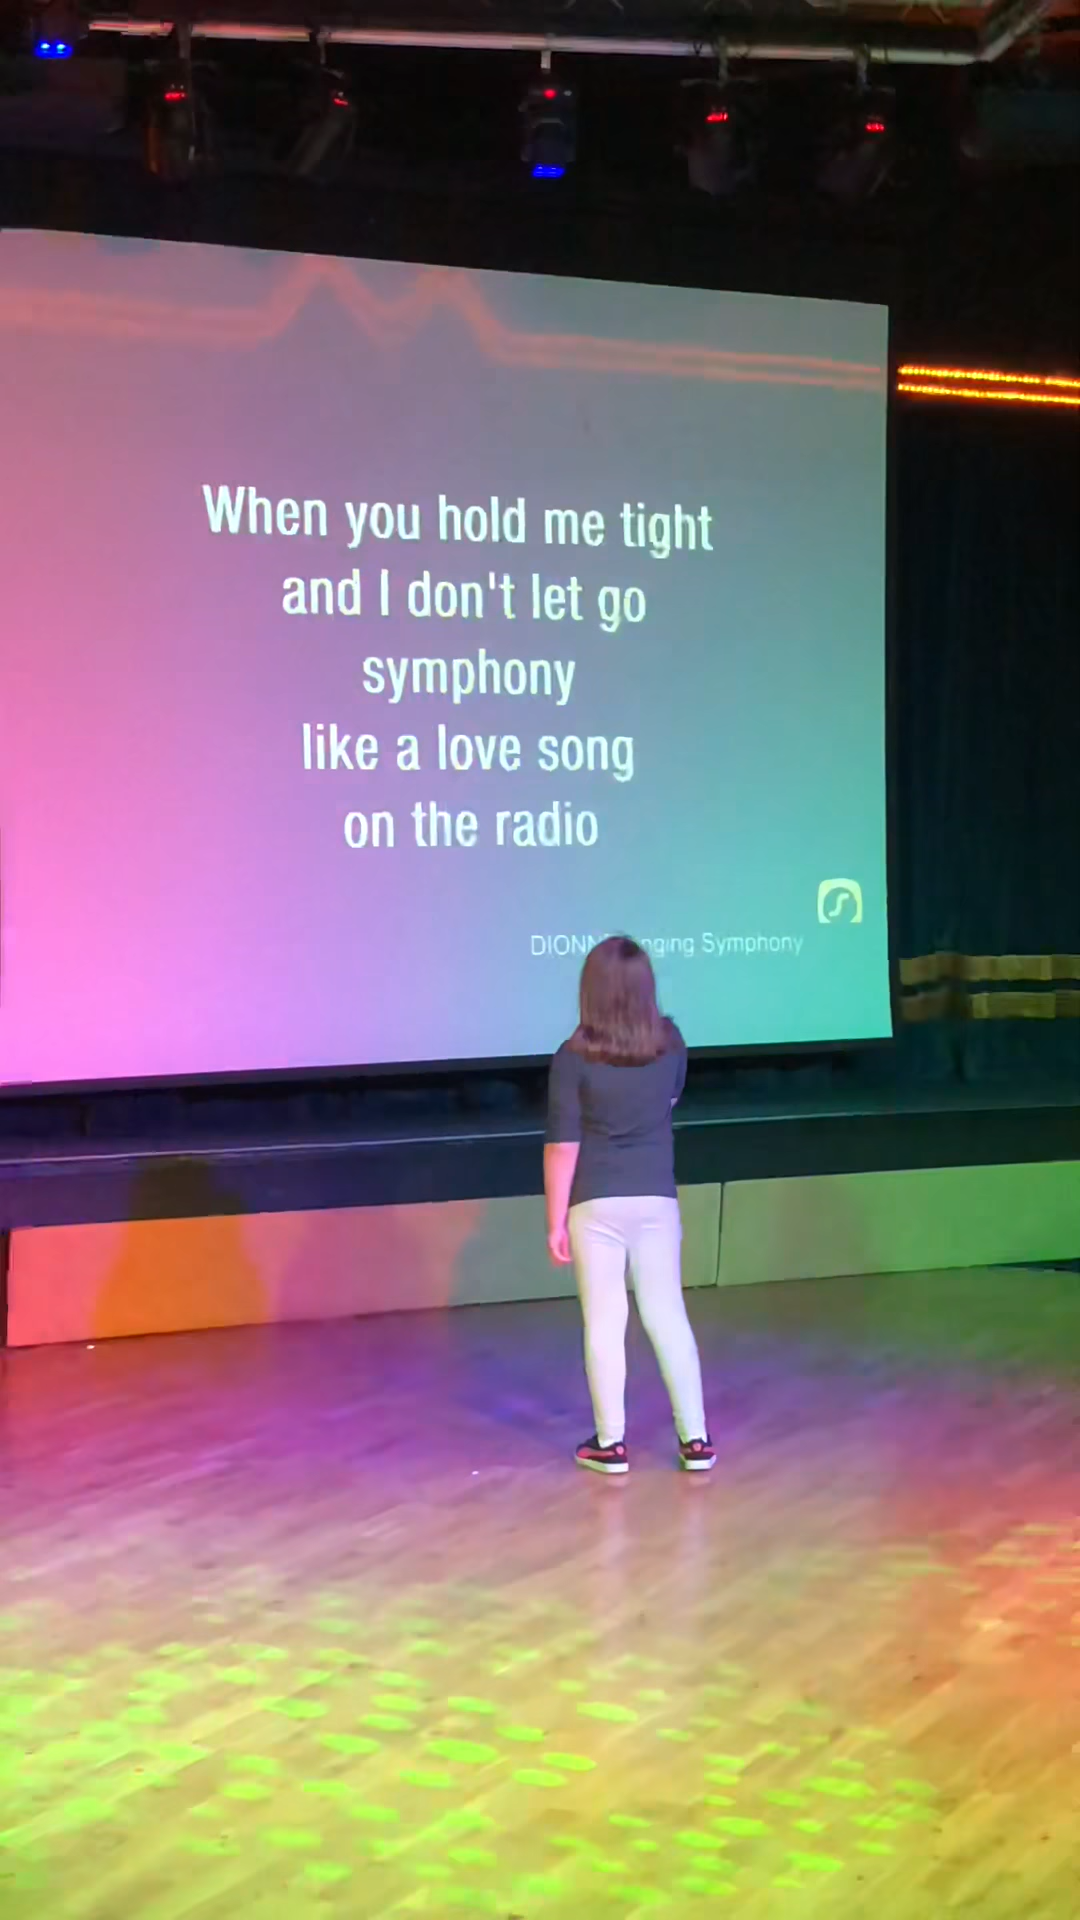 When you hold me tight
and I don't let go
symphony
like a love song
on the radio
Symphony